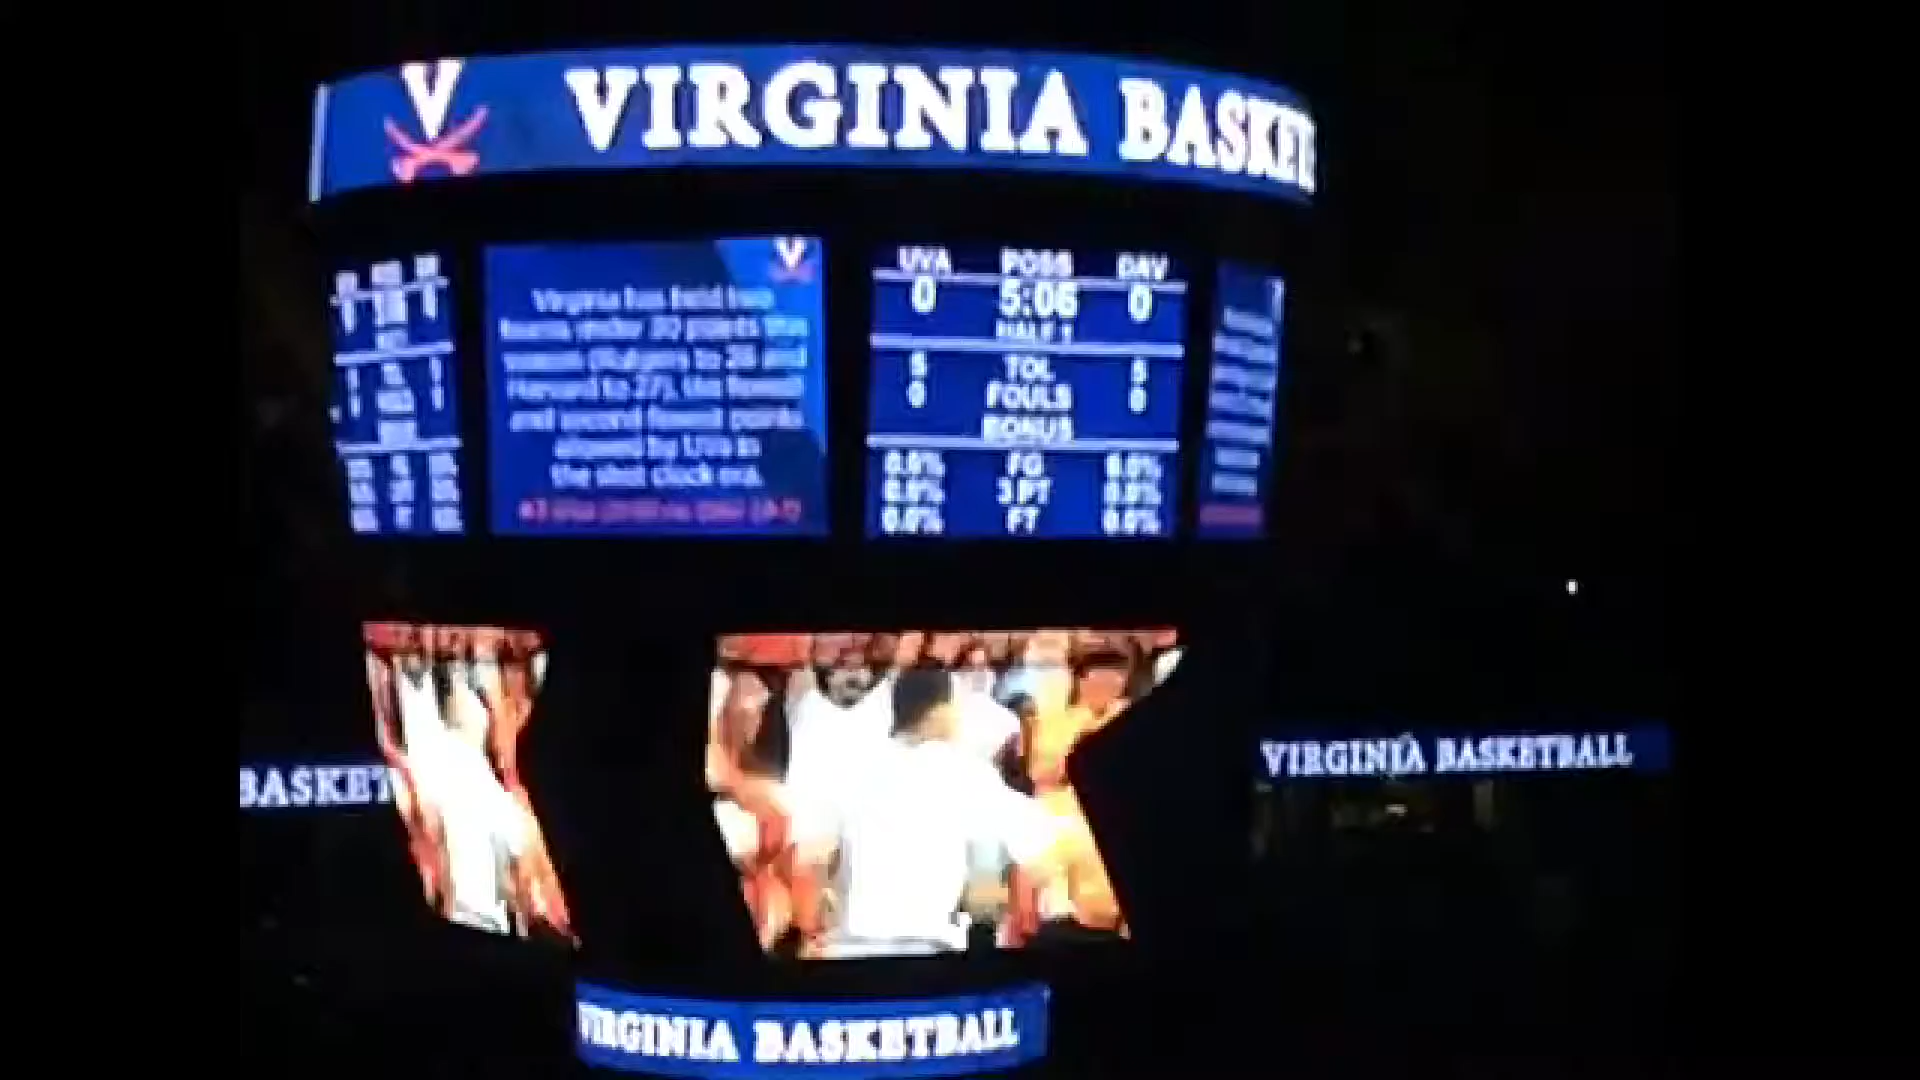 V VIRGINIA BASKET
Virginia has held two
teams under 30 points this
season (Rutgers to 26 and
Harvard to 27), the fewest
and second fewest points
allowed by UVa in
the shot clock era.
UVA POSS DAV
0 5:06 0
HALF 1
5 TOL 5
0 FOULS 0
BONUS
0.0% FG 0.0%
0.0% 3 PT 0.0%
0.0% FT 0.0%
BASKET
VIRGINIA BASKETBALL
VIRGINIA BASKETBALL